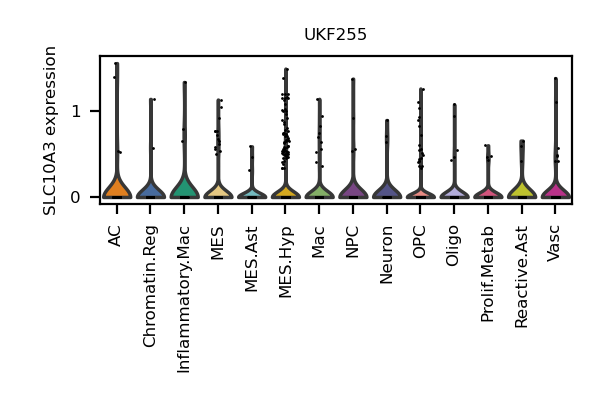 UKF255
SLC10A3 expression
1
0
AC
Chromatin.Reg
Inflammatory.Mac
MES
MES.Ast
MES.Hyp
Mac
NPC
Neuron
OPC
Oligo
Prolif.Metab
Reactive.Ast
Vasc